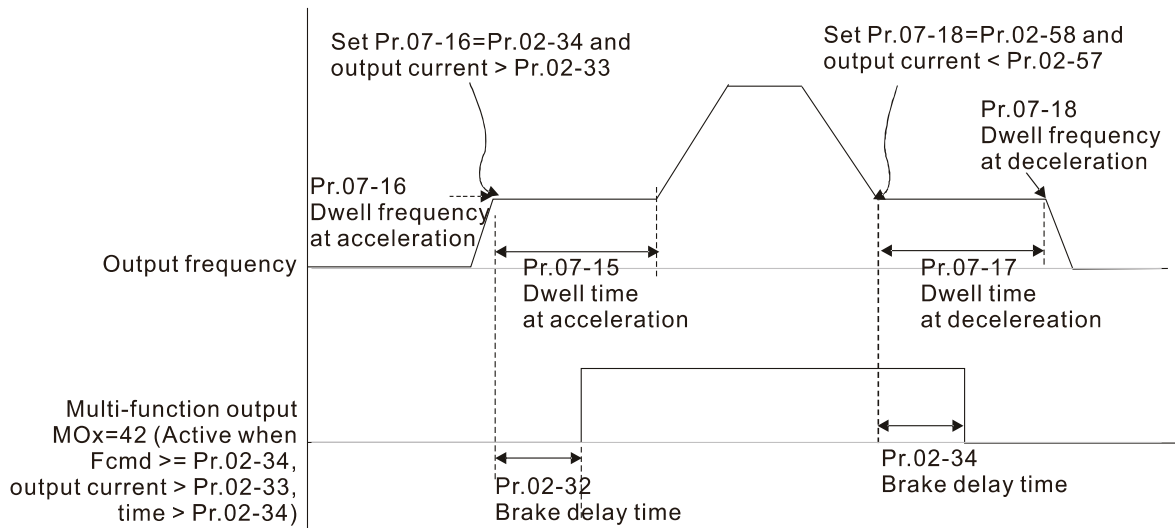 Set Pr.07-16=Pr.02-34 and
output current > Pr.02-33
Set Pr.07-18=Pr.02-58 and
output current < Pr.02-57
Pr.07-18
Dwell frequency
at deceleration
Pr.07-16
Dwell frequency
at acceleration
Output frequency
Pr.07-15
Dwell time
at acceleration
Pr.07-17
Dwell time
at decelereation
Multi-function output
MOx=42 (Active when
Fcmd >= Pr.02-34,
output current > Pr.02-33,
time > Pr.02-34)
Pr.02-32
Brake delay time
Pr.02-34
Brake delay time